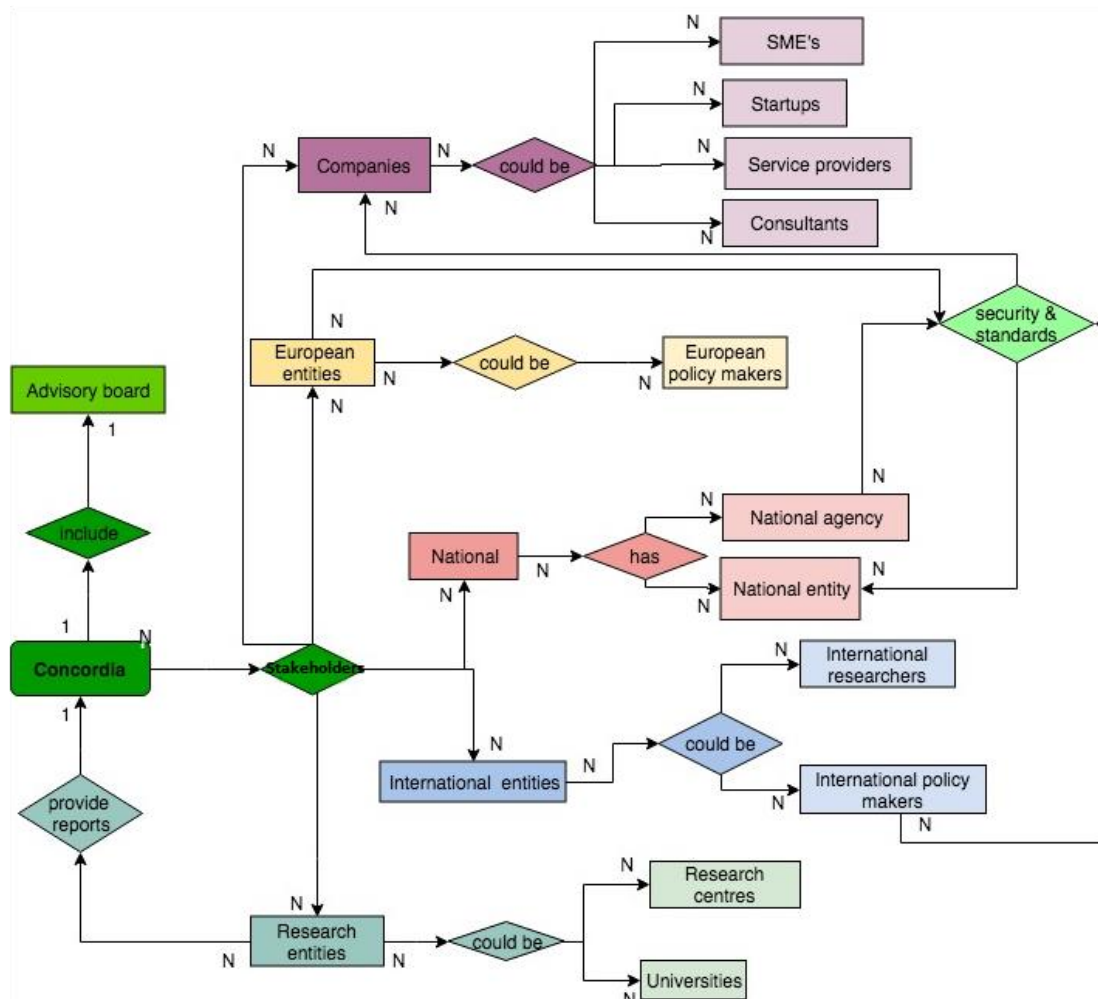 N
SME's
N
Startups
N
Companies
N
could be
N
Service providers
N
N
Consultants
N
European
entities
N
N
could be
N
European
policy makers
security &
standards
N
Advisory board
1
include
1
N
National
N
N
has
N
National agency
N
N
National entity
N
Concordia
Stakeholders
1
N
International entities
N
could be
N
International
researchers
N
International policy
makers
N
provide
reports
N
Research
entities
N
N
could be
N
Research
centres
N
Universities